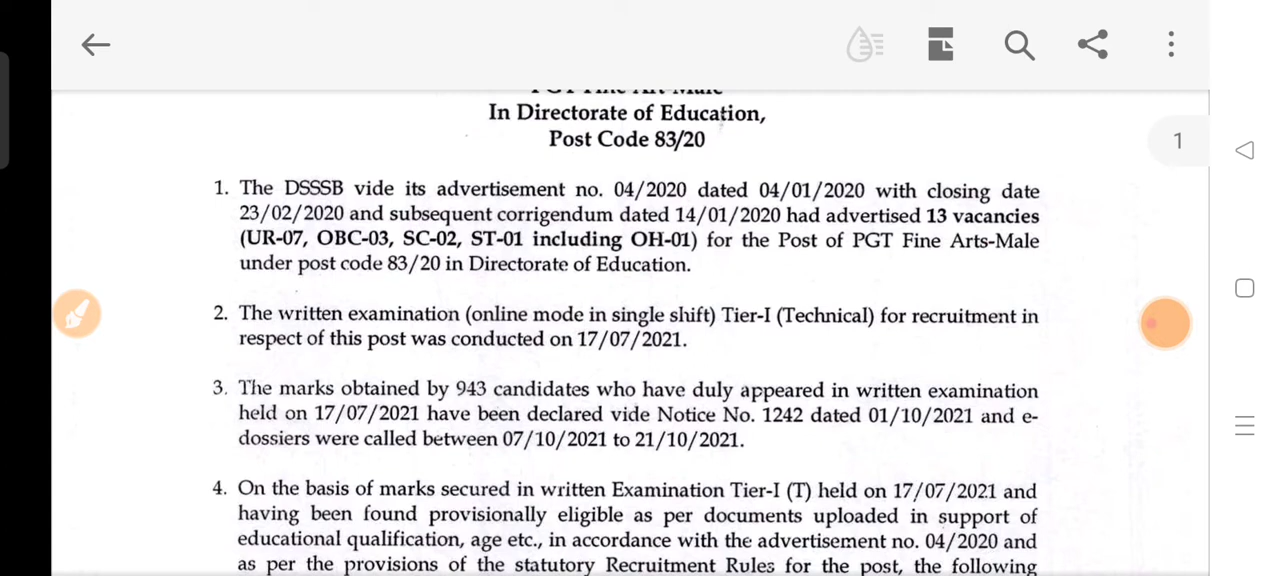 In Directorate of Education,
Post Code 83/20
1
1. The DSSSB vide its advertisement no. 04/2020 dated 04/01/2020 with closing date
23/02/2020 and subsequent corrigendum dated 14/01/2020 had advertised 13 vacancies
(UR-07, OBC-03, SC-02, ST-01 including OH-01) for the Post of PGT Fine Arts-Male
under post code 83/20 in Directorate of Education.
2. The written examination (online mode in single shift) Tier-I (Technical) for recruitment in
respect of this post was conducted on 17/07/2021.
3. The marks obtained by 943 candidates who have duly appeared in written examination
held on 17/07/2021 have been declared vide Notice No. 1242 dated 01/10/2021 and e-
dossiers were called between 07/10/2021 to 21/10/2021.
4. On the basis of marks secured in written Examination Tier-I (T) held on 17/07/2021 and
having been found provisionally eligible as per documents uploaded in support of
educational qualification, age etc., in accordance with the advertisement no. 04/2020 and
as per the provisions of the statutory Recruitment Rules for the post, the following